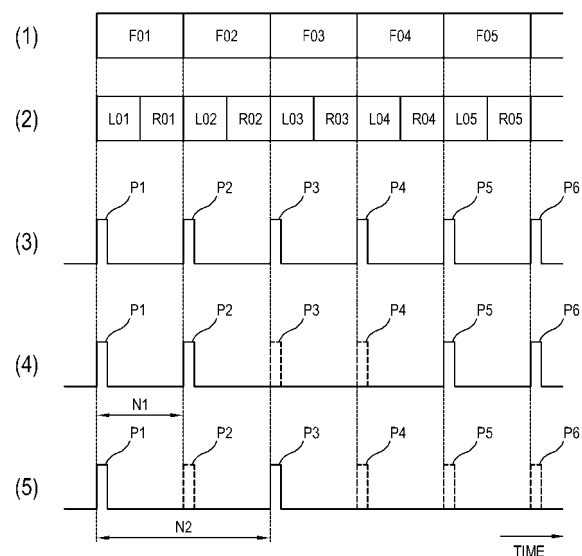 (1) F01 F02 F03 F04 F05
(2) L01 R01 L02 R02 L03 R03 L04 R04 L05 R05
P1 P2 P3 P4 P5 P6
(3)
P1 P2 P3 P4 P5 P6
(4)
N1
P1 P2 P3 P4 P5 P6
(5)
N2
TIME